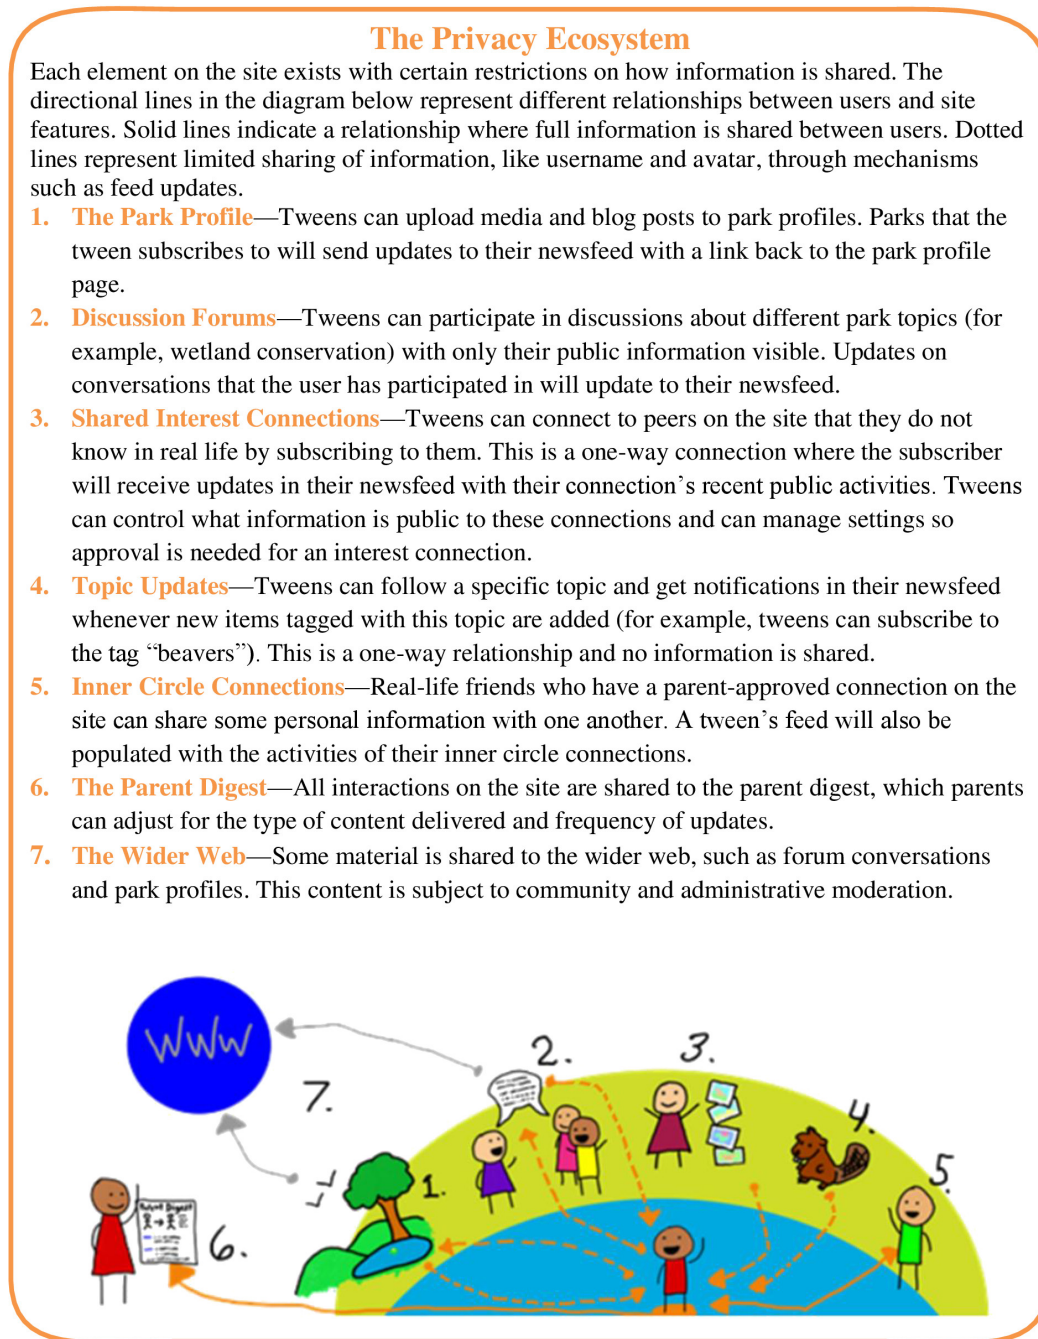 The Privacy Ecosystem
Each element on the site exists with certain restrictions on how information is shared. The
directional lines in the diagram below represent different relationships between users and site
features. Solid lines indicate a relationship where full information is shared between users. Dotted
lines represent limited sharing of information, like username and avatar, through mechanisms
such as feed updates.
1. The Park Profile—Tweens can upload media and blog posts to park profiles. Parks that the
tween subscribes to will send updates to their newsfeed with a link back to the park profile
page.
2. Discussion Forums—Tweens can participate in discussions about different park topics (for
example, wetland conservation) with only their public information visible. Updates on
conversations that the user has participated in will update to their newsfeed.
3. Shared Interest Connections—Tweens can connect to peers on the site that they do not
know in real life by subscribing to them. This is a one-way connection where the subscriber
will receive updates in their newsfeed with their connection’s recent public activities. Tweens
can control what information is public to these connections and can manage settings so
approval is needed for an interest connection.
4. Topic Updates—Tweens can follow a specific topic and get notifications in their newsfeed
whenever new items tagged with this topic are added (for example, tweens can subscribe to
the tag “beavers”). This is a one-way relationship and no information is shared.
5. Inner Circle Connections—Real-life friends who have a parent-approved connection on the
site can share some personal information with one another. A tween’s feed will also be
populated with the activities of their inner circle connections.
6. The Parent Digest—All interactions on the site are shared to the parent digest, which parents
can adjust for the type of content delivered and frequency of updates.
7. The Wider Web—Some material is shared to the wider web, such as forum conversations
and park profiles. This content is subject to community and administrative moderation.
WWW
2.
3.
7.
4.
5.
1.
Parent Digest
6.